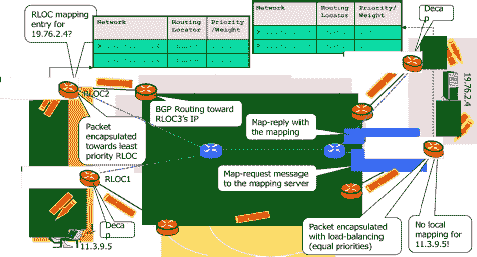 RLOC mapping
entry for
19.76.2.4?
Network
Routing
Locator
Priority
/Weight
Network
Routing
Locator
Priority/
Weight
Deca
p
19.76.2.4
RLOC2
BGP Routing toward
RLOC3's IP
Packet
encapsulated
towards least
priority RLOC
Map-reply with
the mapping
Map-request message
to the mapping server
RLOC1
Deca
p
11.3.9.5
Packet encapsulated
with load-balancing
(equal priorities)
No local
mapping for
11.3.9.5!